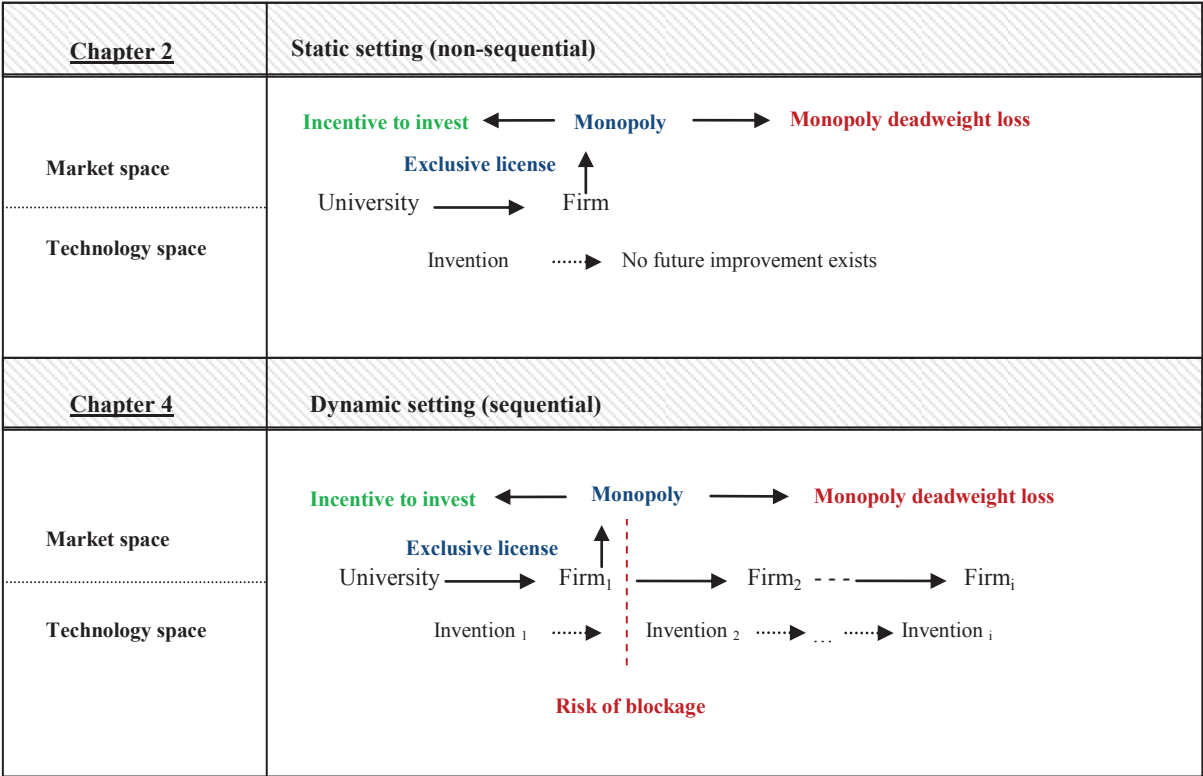 Chapter 2
Static setting (non-sequential)
Incentive to invest
Monopoly
Monopoly deadweight loss
Market space
Exclusive license
University
Firm
Technology space
Invention
No future improvement exists
Chapter 4
Dynamic setting (sequential)
Incentive to invest
Monopoly
Monopoly deadweight loss
Market space
Exclusive license
University
Firm1
Firm2
- - -
Firmi
Technology space
Invention 1
Invention 2
...
Invention i
Risk of blockage